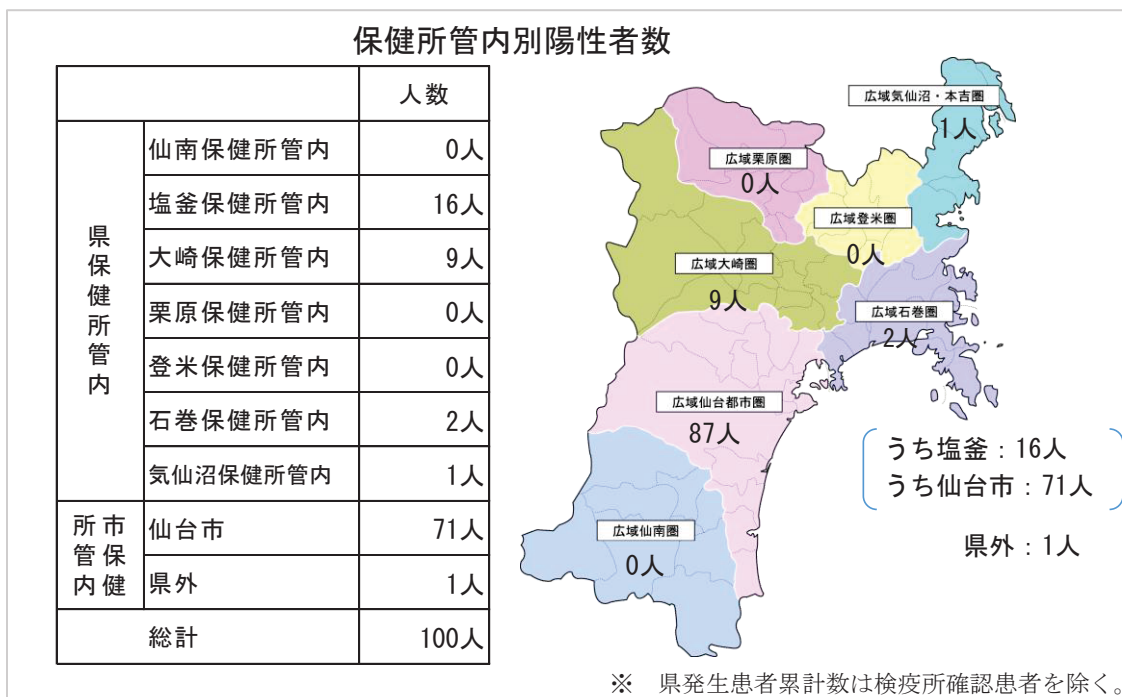 保健所管内別陽性者数
人数
県保健所管内
仙南保健所管内 0人
塩釜保健所管内 16人
大崎保健所管内 9人
栗原保健所管内 0人
登米保健所管内 0人
石巻保健所管内 2人
気仙沼保健所管内 1人
市保健所管内
仙台市 71人
県外 1人
総計 100人
広域気仙沼・本吉圏
1人
広域栗原圏
0人
広域登米圏
0人
広域大崎圏
9人
広域石巻圏
2人
広域仙台都市圏
87人
うち塩釜：16人
うち仙台市：71人
広域仙南圏
0人
県外：1人
※ 県発生患者累計数は検疫所確認患者を除く。